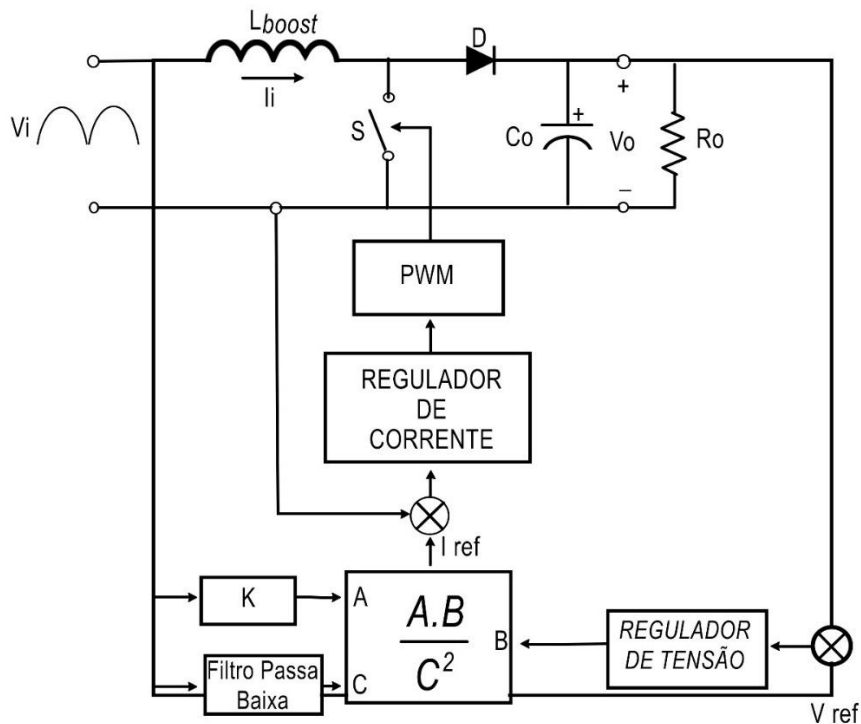 Lboost
D
Ii
Vi
S
+
Co
+
Vo
–
Ro
PWM
REGULADOR
DE
CORRENTE
I ref
K
A
A.B
C²
B
REGULADOR
DE TENSÃO
Filtro Passa
Baixa
C
V ref